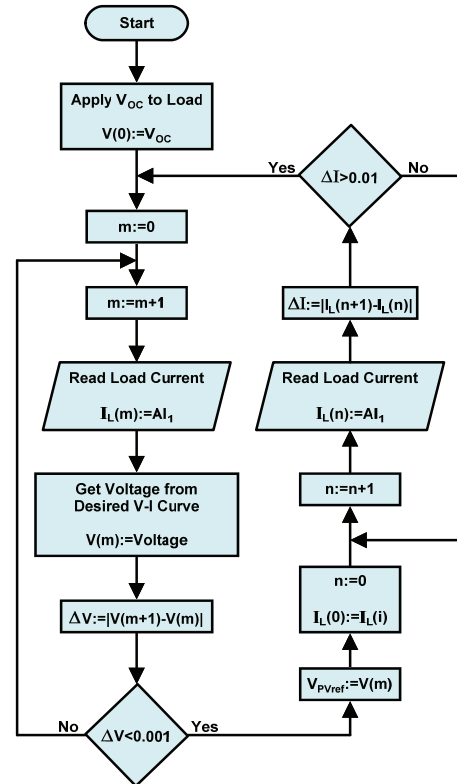 Start
Apply V_OC to Load
V(0):=V_OC
m:=0
m:=m+1
Read Load Current
I_L(m):=AI_1
Get Voltage from
Desired V-I Curve
V(m):=Voltage
ΔV:=|V(m+1)-V(m)|
ΔV<0.001
No
Yes
V_PVref:=V(m)
n:=0
I_L(0):=I_L(i)
n:=n+1
Read Load Current
I_L(n):=AI_1
ΔI:=|I_L(n+1)-I_L(n)|
ΔI>0.01
Yes
No